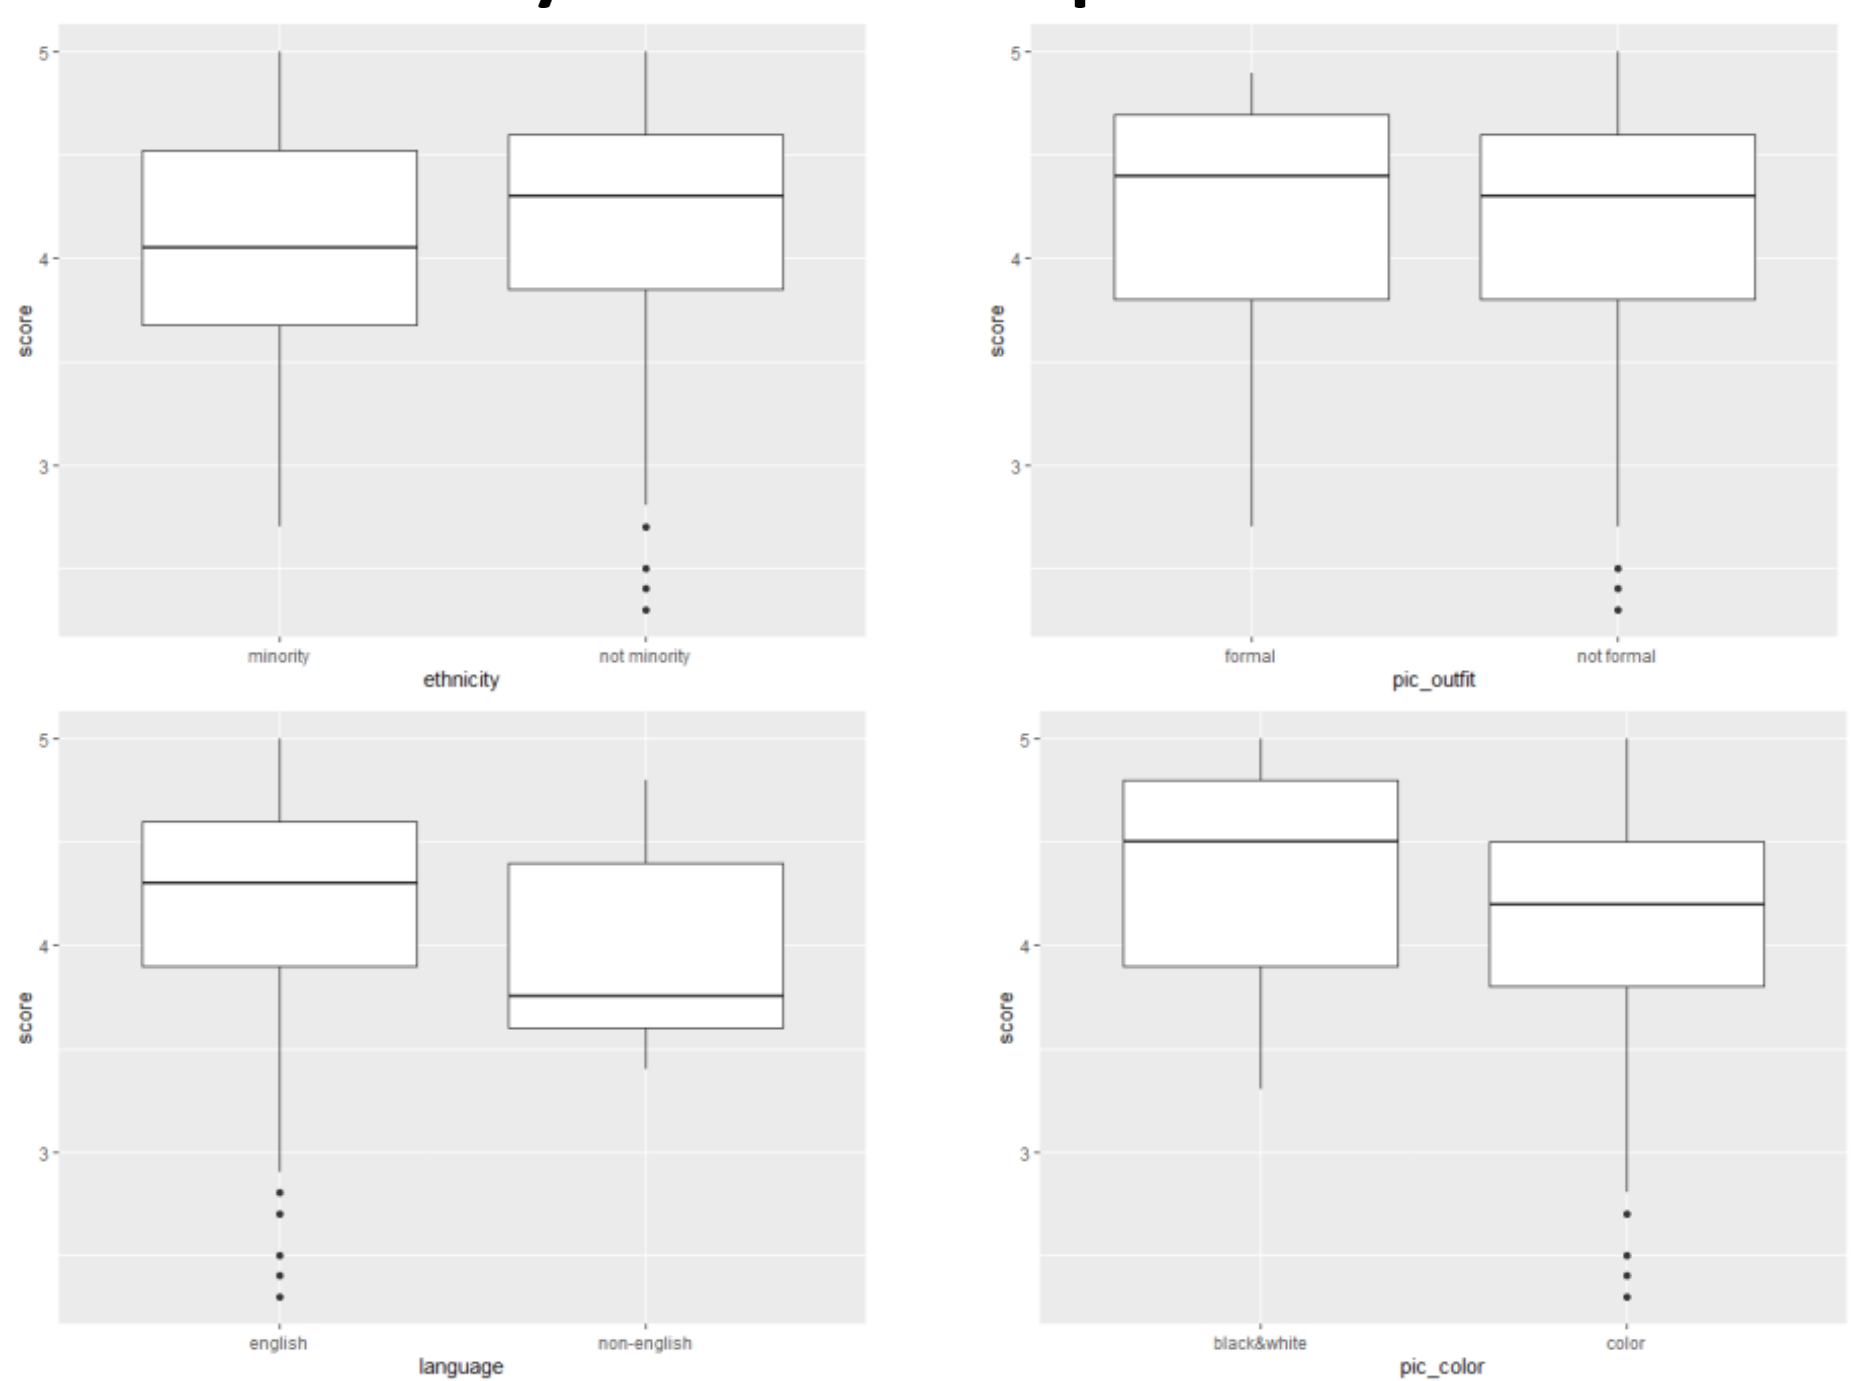 5
4
3
score
minority not minority
ethnicity
5
4
3
score
formal not formal
pic_outfit
5
4
3
score
english non-english
language
5
4
3
score
black&white color
pic_color